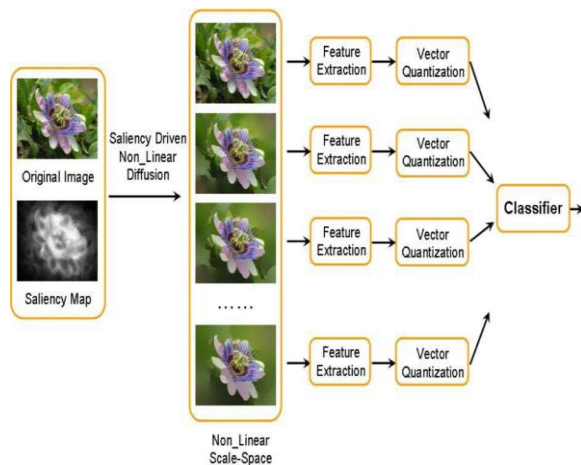 Original Image
Saliency Map
Saliency Driven
Non_Linear
Diffusion
......
Non_Linear
Scale-Space
Feature
Extraction
Vector
Quantization
Feature
Extraction
Vector
Quantization
Feature
Extraction
Vector
Quantization
Feature
Extraction
Vector
Quantization
Classifier